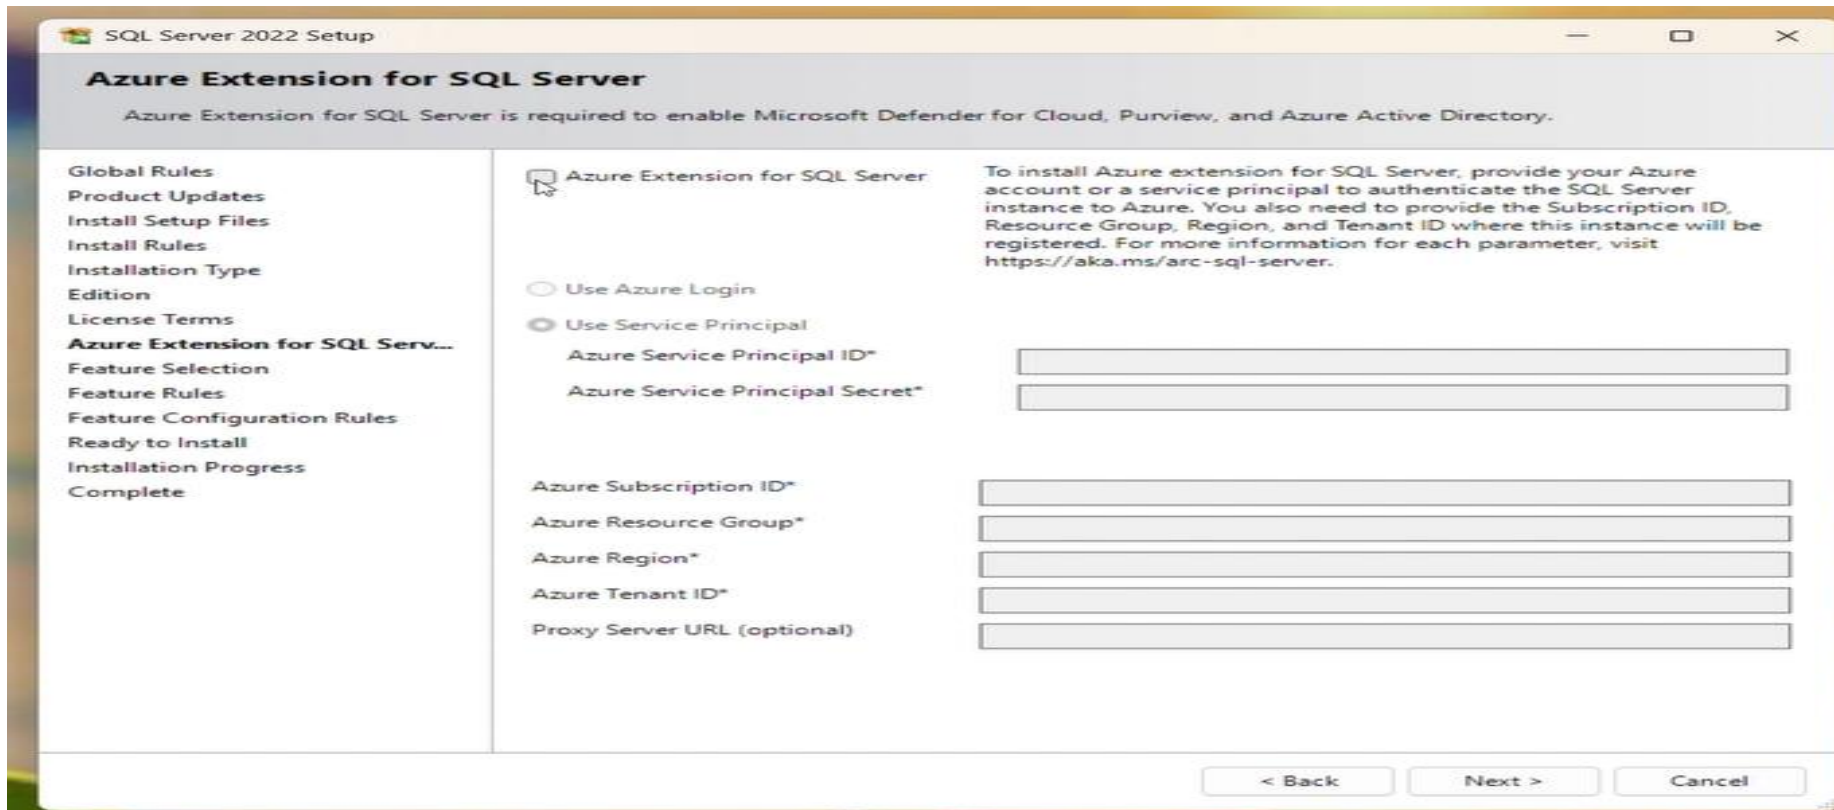 SQL Server 2022 Setup
Azure Extension for SQL Server
Azure Extension for SQL Server is required to enable Microsoft Defender for Cloud, Purview, and Azure Active Directory.
Global Rules
Product Updates
Install Setup Files
Install Rules
Installation Type
Edition
License Terms
Azure Extension for SQL Serv...
Feature Selection
Feature Rules
Feature Configuration Rules
Ready to Install
Installation Progress
Complete
Azure Extension for SQL Server
To install Azure extension for SQL Server, provide your Azure
account or a service principal to authenticate the SQL Server
instance to Azure. You also need to provide the Subscription ID,
Resource Group, Region, and Tenant ID where this instance will be
registered. For more information for each parameter, visit
https://aka.ms/arc-sql-server.
Use Azure Login
Use Service Principal
Azure Service Principal ID*
Azure Service Principal Secret*
Azure Subscription ID*
Azure Resource Group*
Azure Region*
Azure Tenant ID*
Proxy Server URL (optional)
< Back
Next >
Cancel